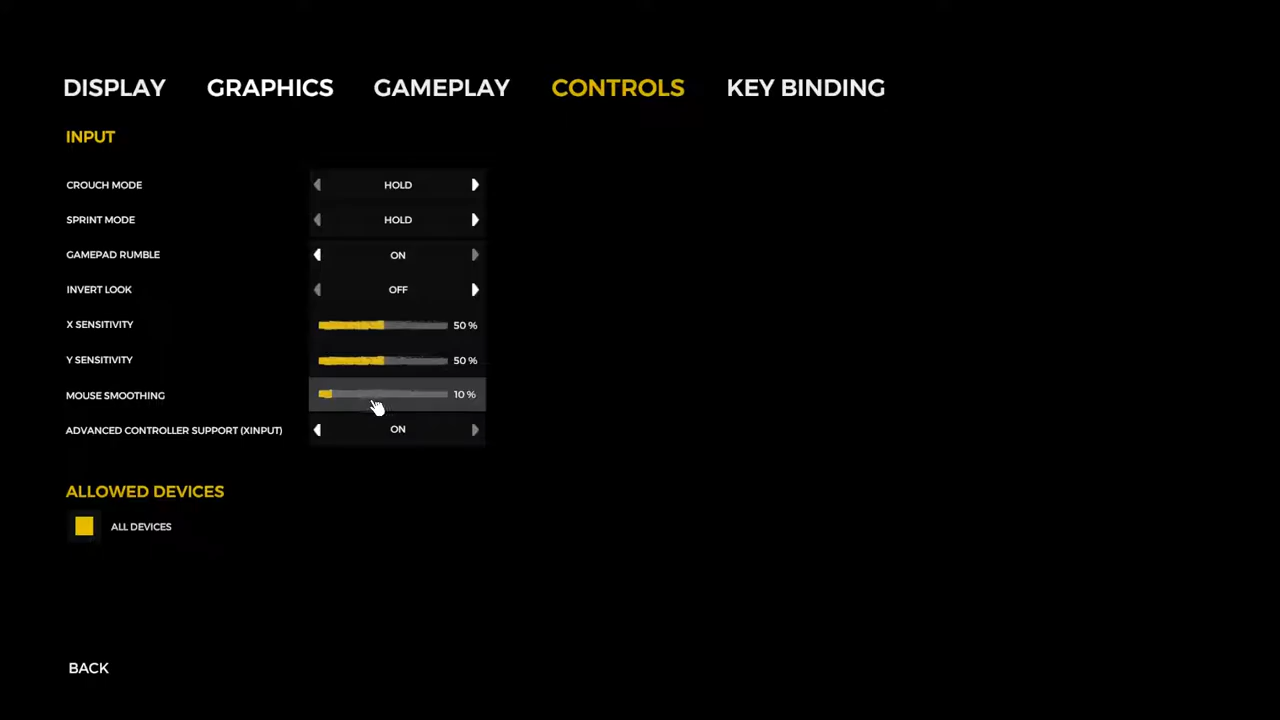 DISPLAY GRAPHICS GAMEPLAY CONTROLS KEY BINDING
INPUT
CROUCH MODE HOLD
SPRINT MODE HOLD
GAMEPAD RUMBLE ON
INVERT LOOK OFF
X SENSITIVITY 50 %
Y SENSITIVITY 50 %
MOUSE SMOOTHING 10 %
ADVANCED CONTROLLER SUPPORT (XINPUT) ON
ALLOWED DEVICES
ALL DEVICES
BACK